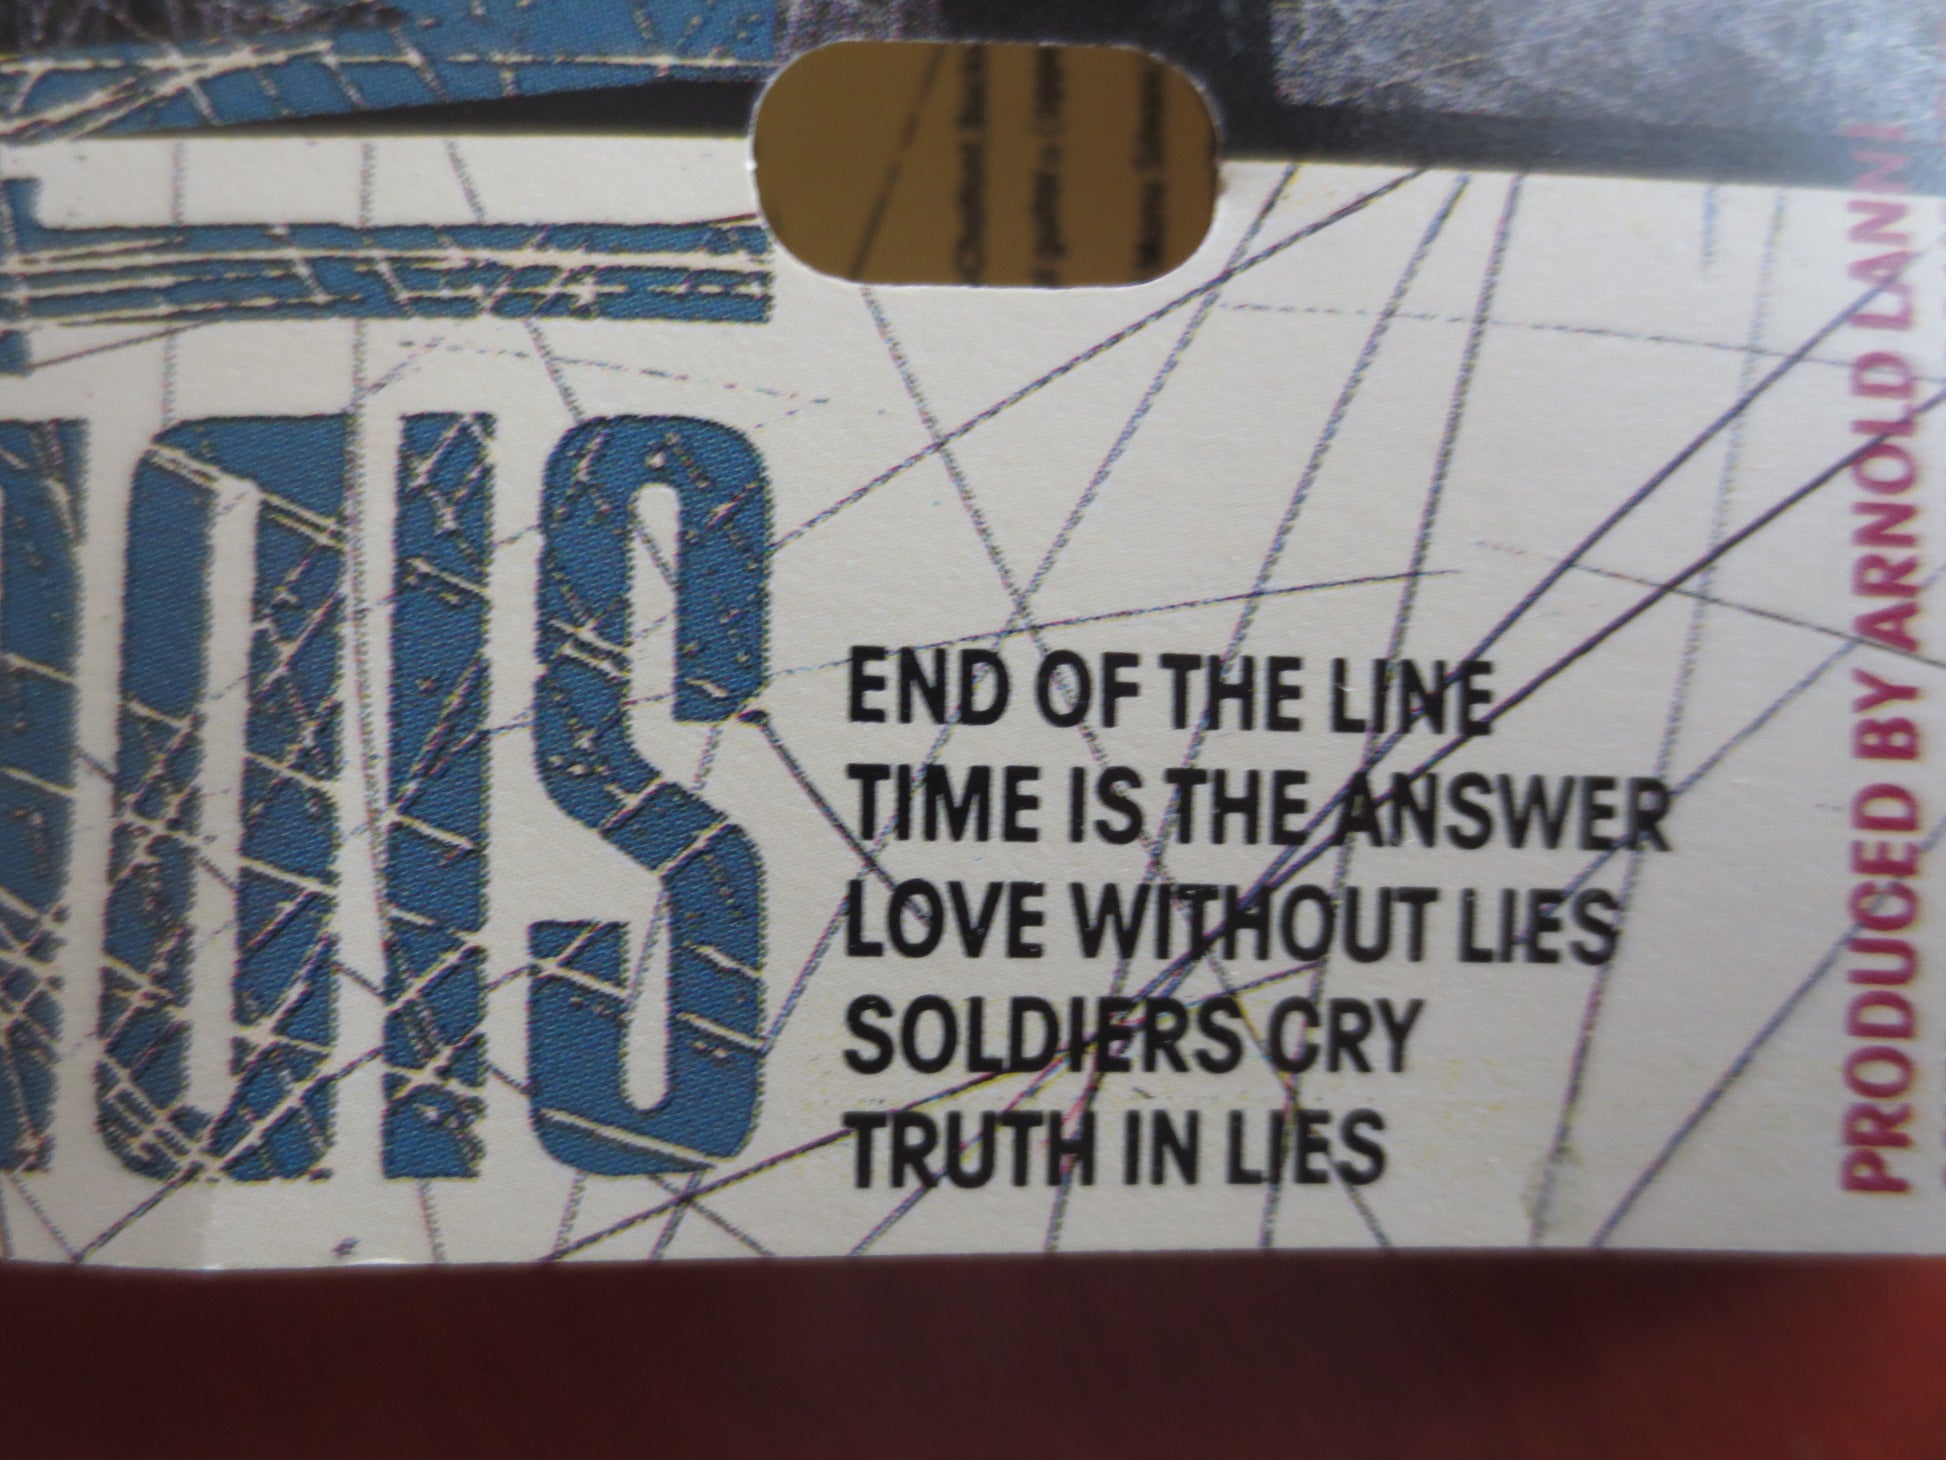 END OF THE LINE
TIME IS THE ANSWER
LOVE WITHOUT LIES
SOLDIERS CRY
TRUTH IN LIES
PRODUCED BY ARNOLD LANNI